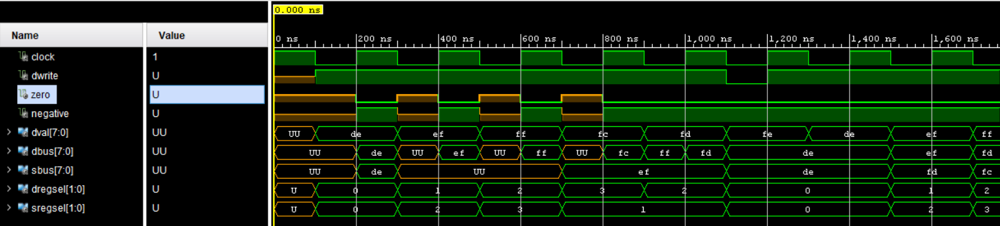 0.000 ns
Name Value
0 ns 200 ns 400 ns 600 ns 800 ns 1,000 ns 1,200 ns 1,400 ns 1,600 ns
clock 1
dwrite U
zero U
negative U
dval[7:0] UU UU de ef ff fc fd fe de ef ff
dbus[7:0] UU UU de UU ef UU ff UU fc ff fd de ef fd
sbus[7:0] UU UU de UU ef de fd fc
dregsel[1:0] U U 0 1 2 3 2 0 1 2
sregsel[1:0] U U 0 2 3 1 0 2 3